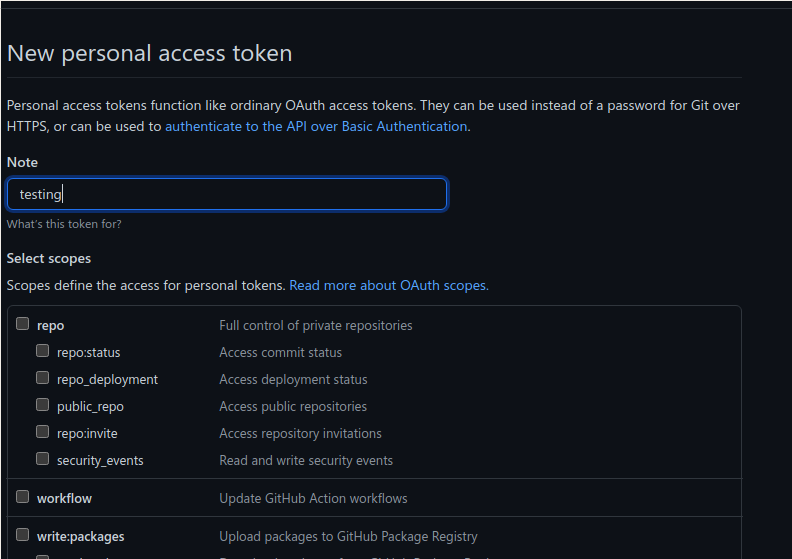 New personal access token
Personal access tokens function like ordinary OAuth access tokens. They can be used instead of a password for Git over
HTTPS, or can be used to authenticate to the API over Basic Authentication.
Note
testing
What's this token for?
Select scopes
Scopes define the access for personal tokens. Read more about OAuth scopes.
repo Full control of private repositories
repo:status Access commit status
repo_deployment Access deployment status
public_repo Access public repositories
repo:invite Access repository invitations
security_events Read and write security events
workflow Update GitHub Action workflows
write:packages Upload packages to GitHub Package Registry